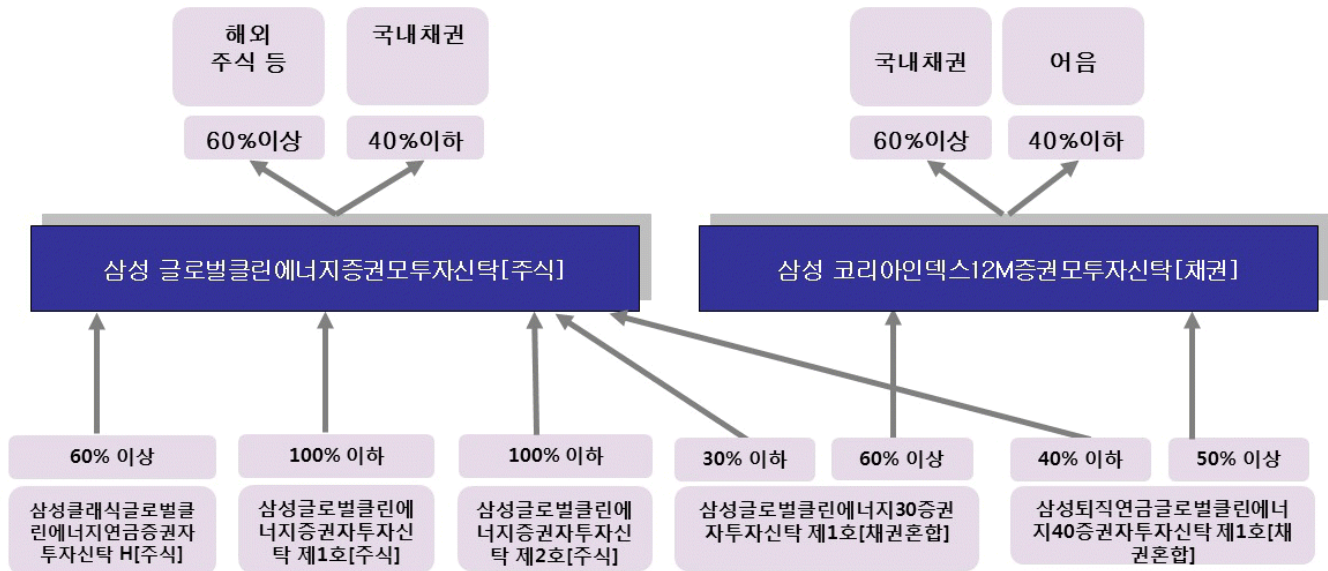 해외
주식 등
국내채권
국내채권
어음
60%이상
40%이하
60%이상
40%이하
삼성 글로벌클린에너지증권모투자신탁[주식]
삼성 코리아인덱스12M증권모투자신탁[채권]
60% 이상
100% 이하
100% 이하
30% 이하
60% 이상
40% 이하
50% 이상
삼성클래식글로벌클
린에너지연금증권자
투자신탁 H[주식]
삼성글로벌클린에
너지증권자투자신
탁 제1호[주식]
삼성글로벌클린에
너지증권자투자신
탁 제2호[주식]
삼성글로벌클린에너지30증권
자투자신탁 제1호[채권혼합]
삼성퇴직연금글로벌클린에너
지40증권자투자신탁 제1호[채
권혼합]